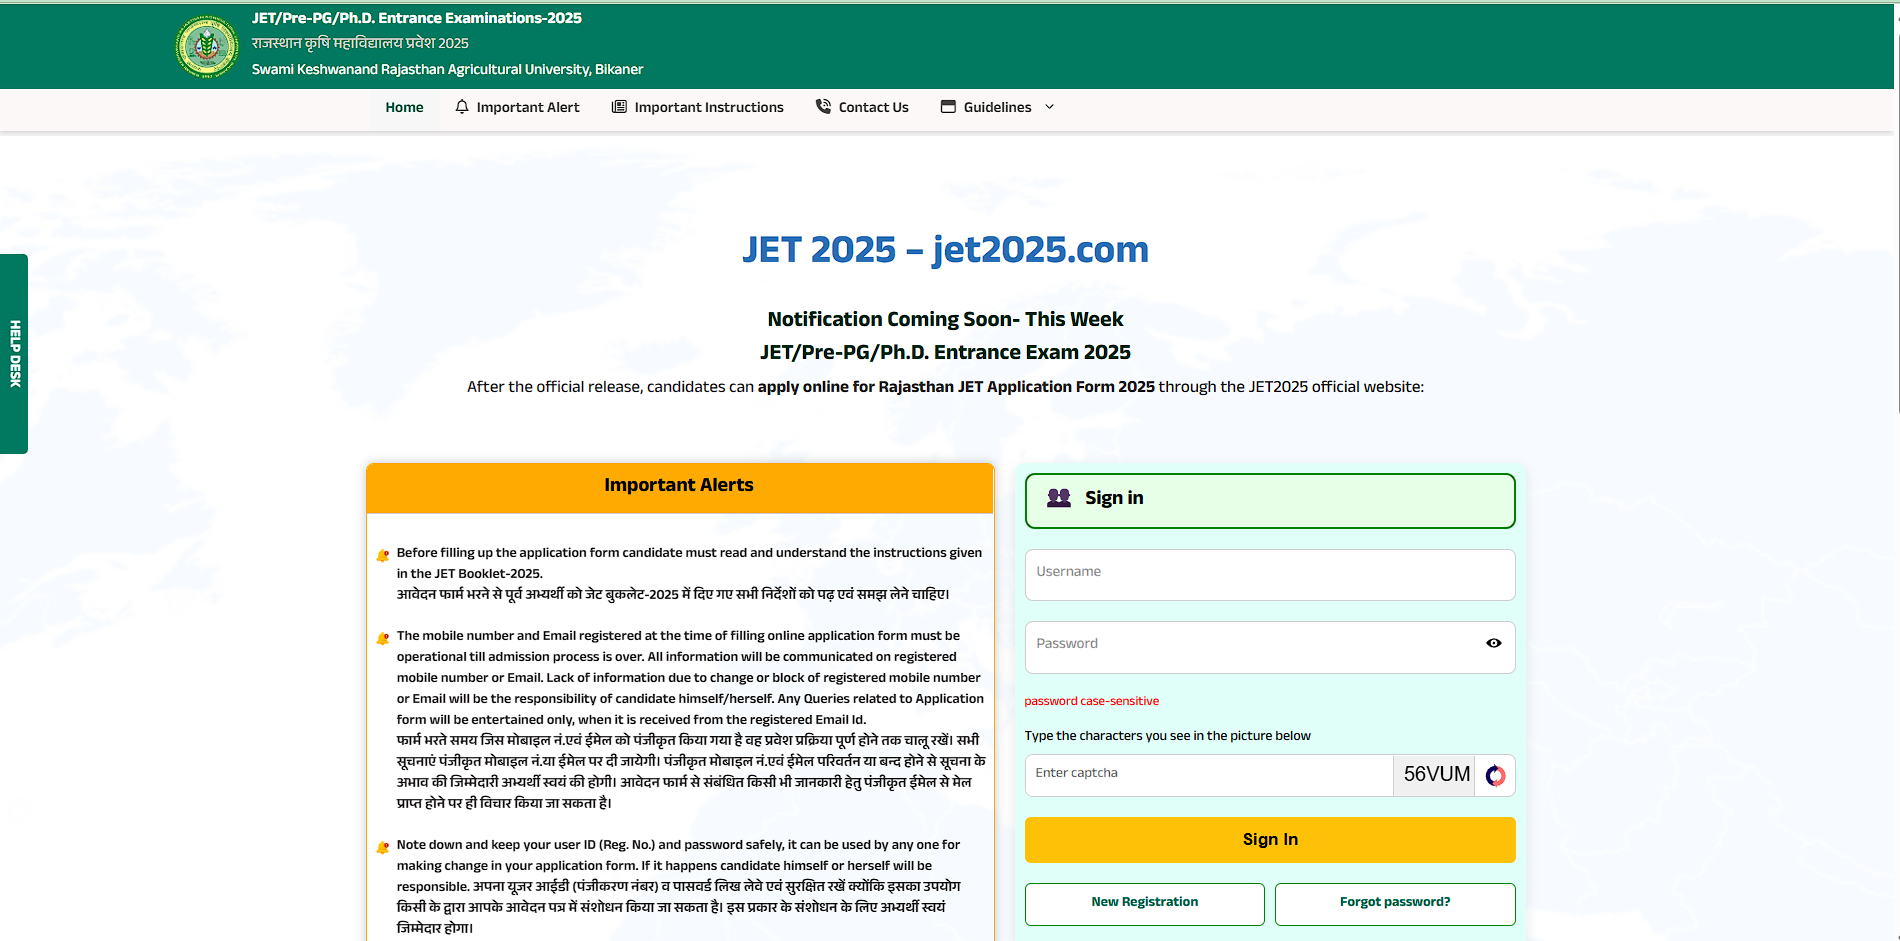 JET/Pre-PG/Ph.D. Entrance Examinations-2025
राजस्थान कृषि महाविद्यालय प्रवेश 2025
Swami Keshwanand Rajasthan Agricultural University, Bikaner
Home
Important Alert
Important Instructions
Contact Us
Guidelines
HELP DESK
JET 2025 – jet2025.com
Notification Coming Soon- This Week
JET/Pre-PG/Ph.D. Entrance Exam 2025
After the official release, candidates can apply online for Rajasthan JET Application Form 2025 through the JET2025 official website:
Important Alerts
Before filling up the application form candidate must read and understand the instructions given
in the JET Booklet-2025.
आवेदन फार्म भरने से पूर्व अभ्यर्थी को जेट बुकलेट-2025 में दिए गए सभी निर्देशों को पढ़ एवं समझ लेने चाहिए।
The mobile number and Email registered at the time of filling online application form must be
operational till admission process is over. All information will be communicated on registered
mobile number or Email. Lack of information due to change or block of registered mobile number
or Email will be the responsibility of candidate himself/herself. Any Queries related to Application
form will be entertained only, when it is received from the registered Email Id.
फार्म भरते समय जिस मोबाइल नं.एवं ईमेल को पंजीकृत किया गया है वह प्रवेश प्रक्रिया पूर्ण होने तक चालू रखें। सभी
सूचनाएं पंजीकृत मोबाइल नं.या ईमेल पर दी जायेगी। पंजीकृत मोबाइल नं.एवं ईमेल परिवर्तन या बन्द होने से सूचना के
अभाव की जिम्मेदारी अभ्यर्थी स्वयं की होगी। आवेदन फार्म से संबंधित किसी भी जानकारी हेतु पंजीकृत ईमेल से मेल
प्राप्त होने पर ही विचार किया जा सकता है।
Note down and keep your user ID (Reg. No.) and password safely, it can be used by any one for
making change in your application form. If it happens candidate himself or herself will be
responsible. अपना यूजर आईडी (पंजीकरण नंबर) व पासवर्ड लिख लेवे एवं सुरक्षित रखें क्योंकि इसका उपयोग
किसी के द्वारा आपके आवेदन पत्र में संशोधन किया जा सकता है। इस प्रकार के संशोधन के लिए अभ्यर्थी स्वयं
जिम्मेदार होगा।
Sign in
Username
Password
password case-sensitive
Type the characters you see in the picture below
Enter captcha
56VUM
Sign In
New Registration
Forgot password?